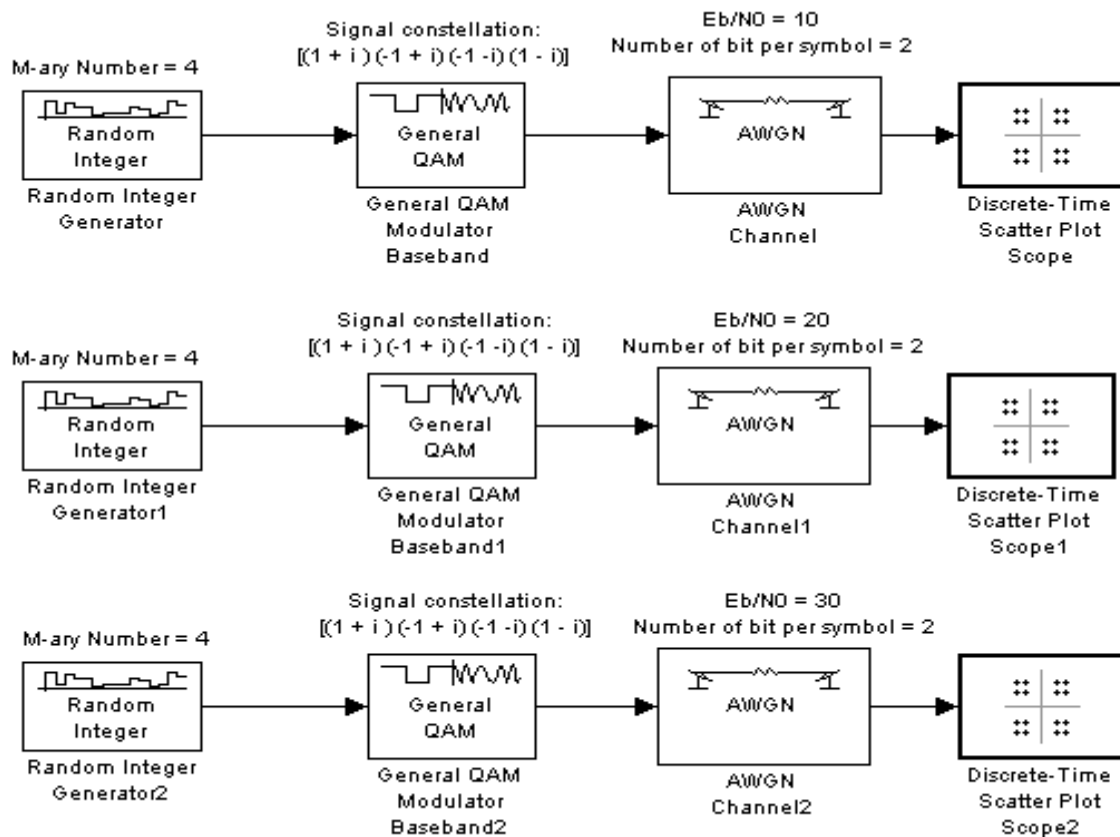 Eb/N0 = 10
Signal constellation:
Number of bit per symbol = 2
[(1 + i ) (-1 + i) (-1 -i) (1 - i)]
M-ary Number = 4
Random
Integer
General
QAM
AWGN
Random Integer
Generator
General QAM
Modulator
Baseband
AWGN
Channel
Discrete-Time
Scatter Plot
Scope
Signal constellation:
Eb/N0 = 20
[(1 + i ) (-1 + i) (-1 -i) (1 - i)]
Number of bit per symbol = 2
M-ary Number = 4
Random
Integer
General
QAM
AWGN
Random Integer
Generator1
General QAM
Modulator
Baseband1
AWGN
Channel1
Discrete-Time
Scatter Plot
Scope1
Signal constellation:
Eb/N0 = 30
[(1 + i ) (-1 + i) (-1 -i) (1 - i)]
Number of bit per symbol = 2
M-ary Number = 4
Random
Integer
General
QAM
AWGN
Random Integer
Generator2
General QAM
Modulator
Baseband2
AWGN
Channel2
Discrete-Time
Scatter Plot
Scope2